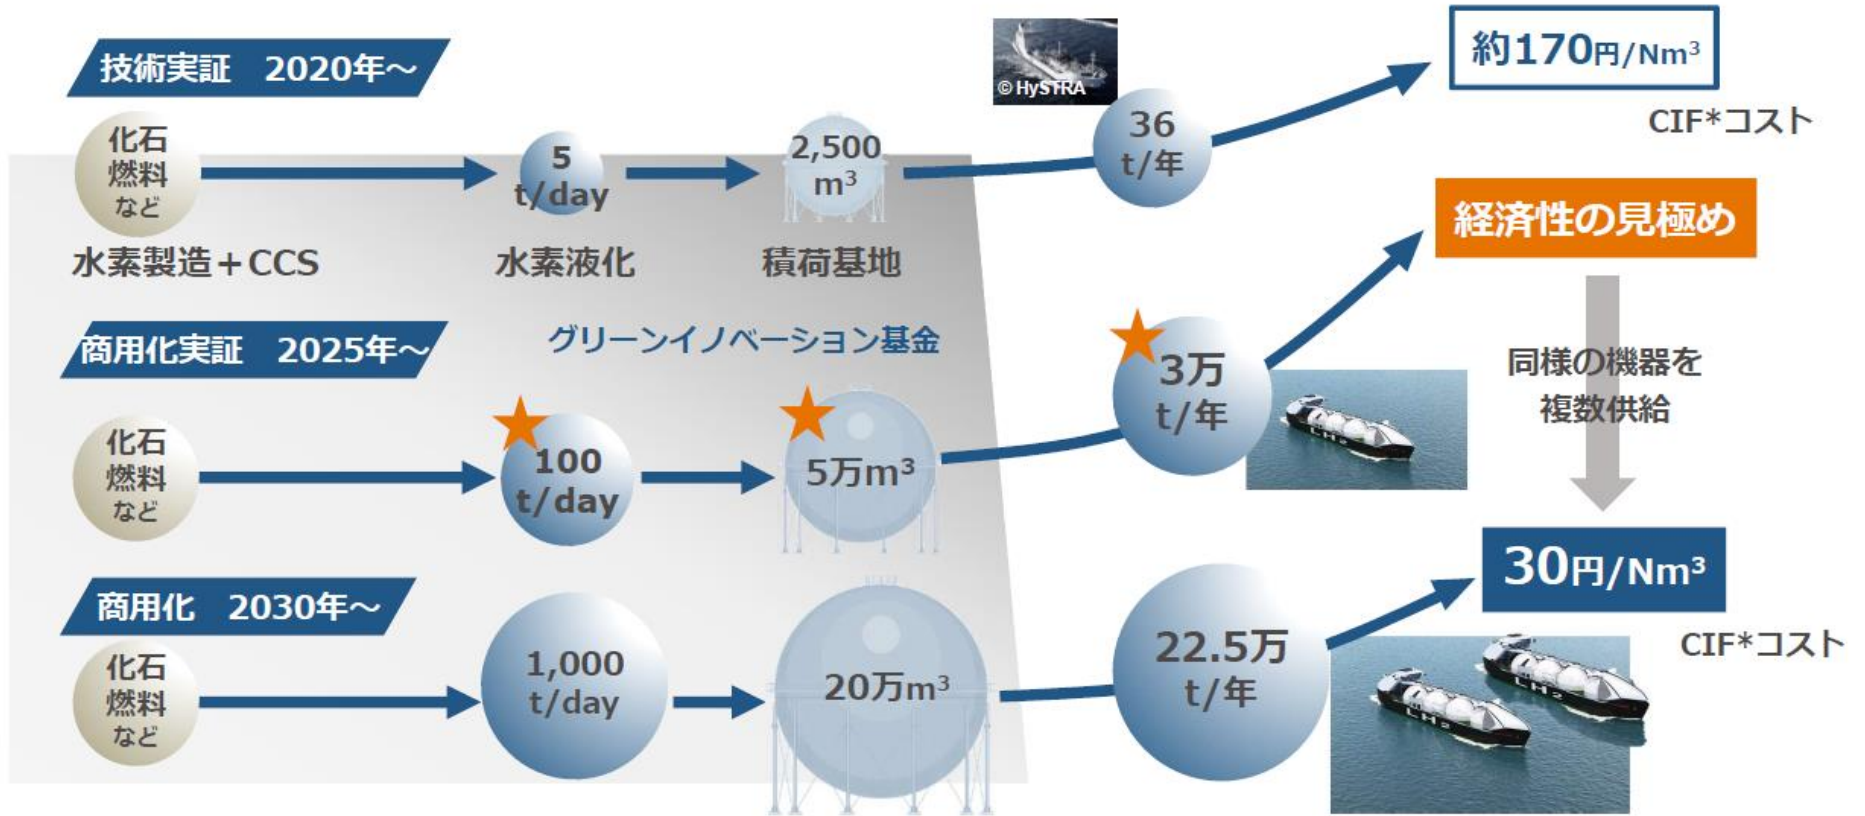 技術実証　2020年～
化石
燃料
など
水素製造＋CCS
5
t/day
水素液化
2,500
m³
積荷基地
© HySTRA
36
t/年
約170円/Nm³
CIF*コスト
経済性の見極め
同様の機器を
複数供給
商用化実証　2025年～
グリーンイノベーション基金
化石
燃料
など
100
t/day
5万m³
3万
t/年
LH₂
商用化　2030年～
化石
燃料
など
1,000
t/day
20万m³
22.5万
t/年
30円/Nm³
CIF*コスト
LH₂
LH₂